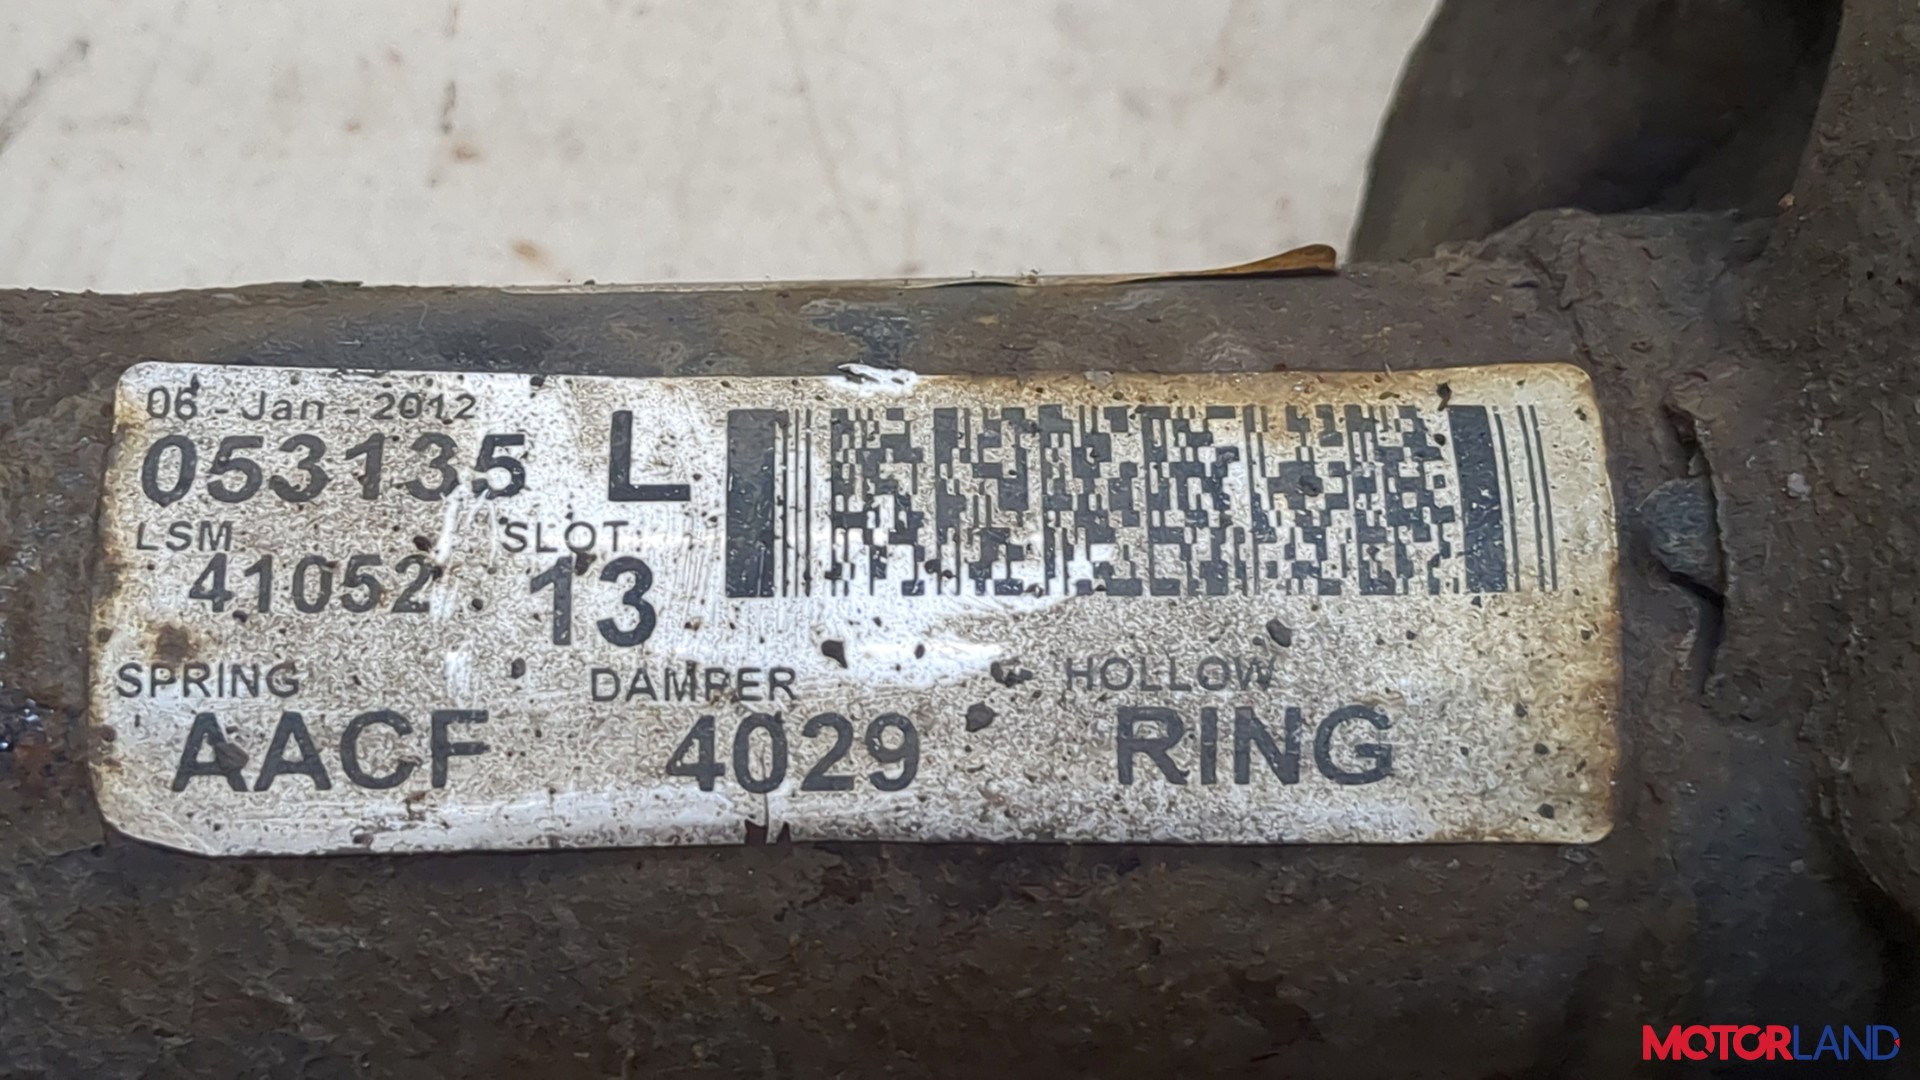 06 - Jan - 2012
053135 L
LSM SLOT:
41052 13
SPRING DAMPER HOLLOW
AACF 4029 RING
MOTORLAND